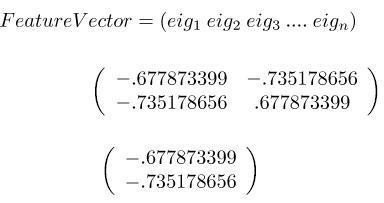 FeatureVector = (eig₁ eig₂ eig₃ .... eigₙ)
( −.677873399 −.735178656
−.735178656 .677873399 )
( −.677873399
−.735178656 )